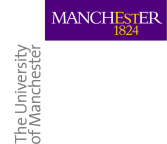 MANCHEstER
1824
The University
of Manchester